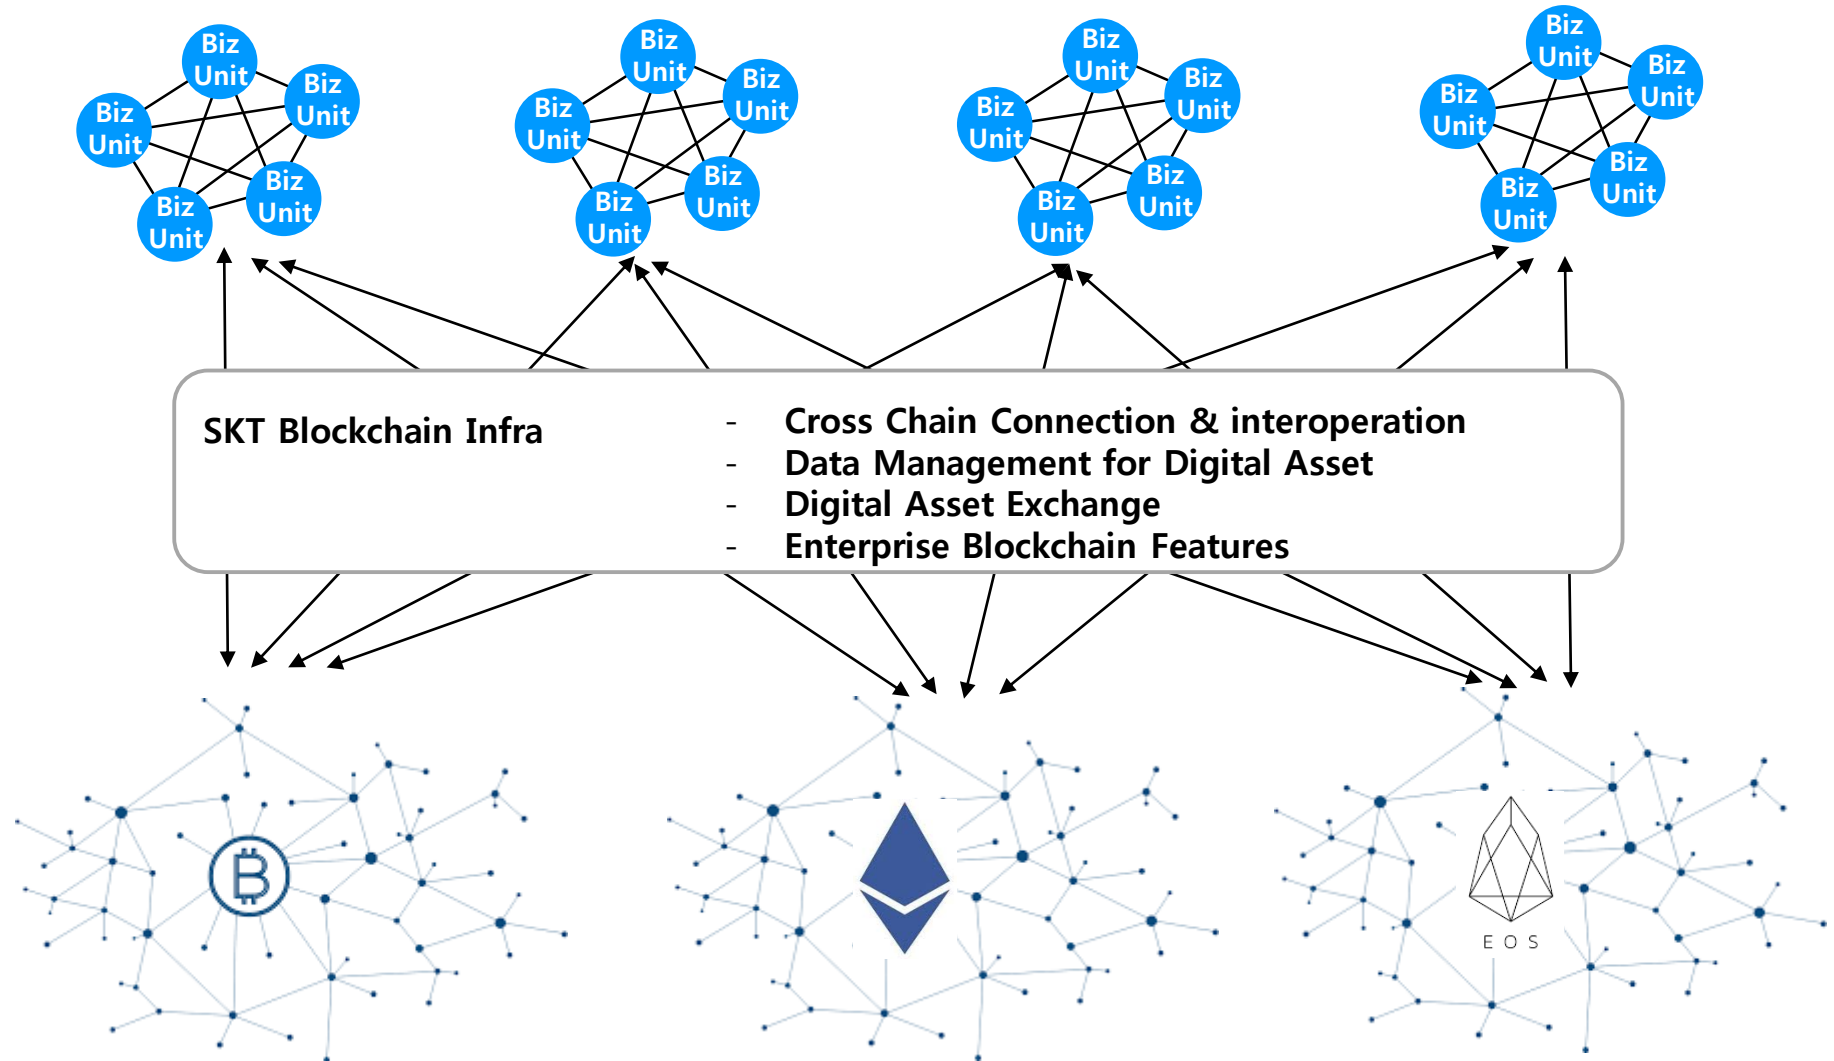 Biz
Unit
Biz
Unit
Biz
Unit
Biz
Unit
Biz
Unit
Biz
Unit
Biz
Unit
Biz
Unit
Biz
Unit
Biz
Unit
Biz
Unit
Biz
Unit
Biz
Unit
Biz
Unit
Biz
Unit
Biz
Unit
Biz
Unit
Biz
Unit
Biz
Unit
Biz
Unit
SKT Blockchain Infra
- Cross Chain Connection & interoperation
- Data Management for Digital Asset
- Digital Asset Exchange
- Enterprise Blockchain Features
EOS